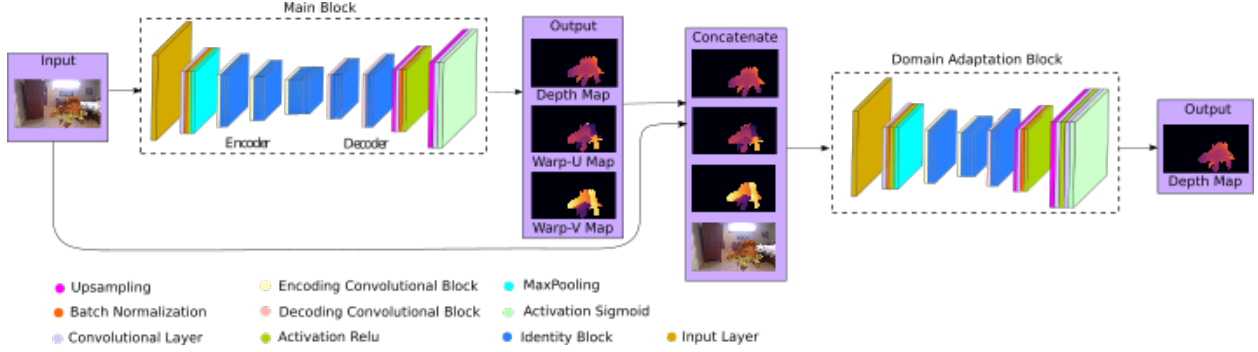 Main Block
Input
Encoder
Decoder
Output
Depth Map
Warp-U Map
Warp-V Map
Concatenate
Domain Adaptation Block
Output
Depth Map
Upsampling
Encoding Convolutional Block
MaxPooling
Batch Normalization
Decoding Convolutional Block
Activation Sigmoid
Convolutional Layer
Activation Relu
Identity Block
Input Layer